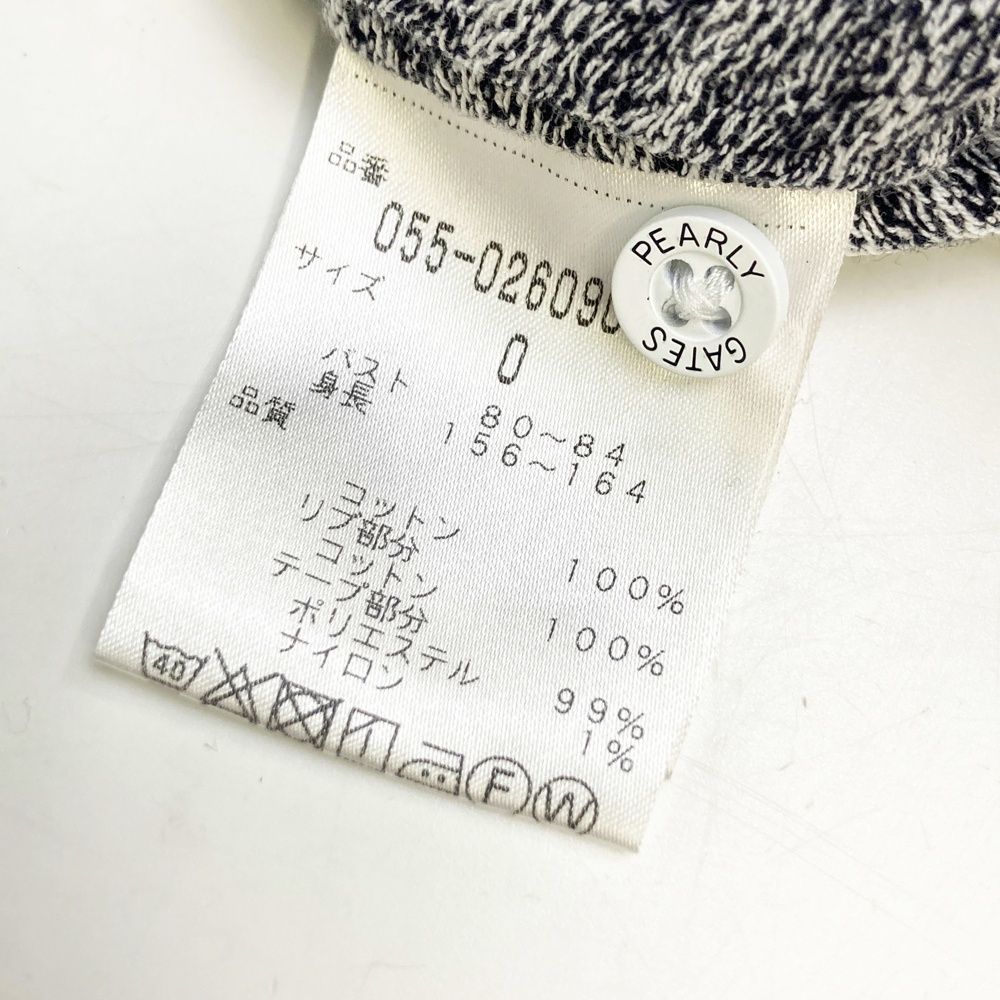 品番
055-026090
サイズ
0
バスト 80~84
身長 156~164
品質
コットン 100%
リブ部分
コットン 100%
テープ部分
ポリエステル 99%
ナイロン 1%
40
F W
PEARLY
GATES